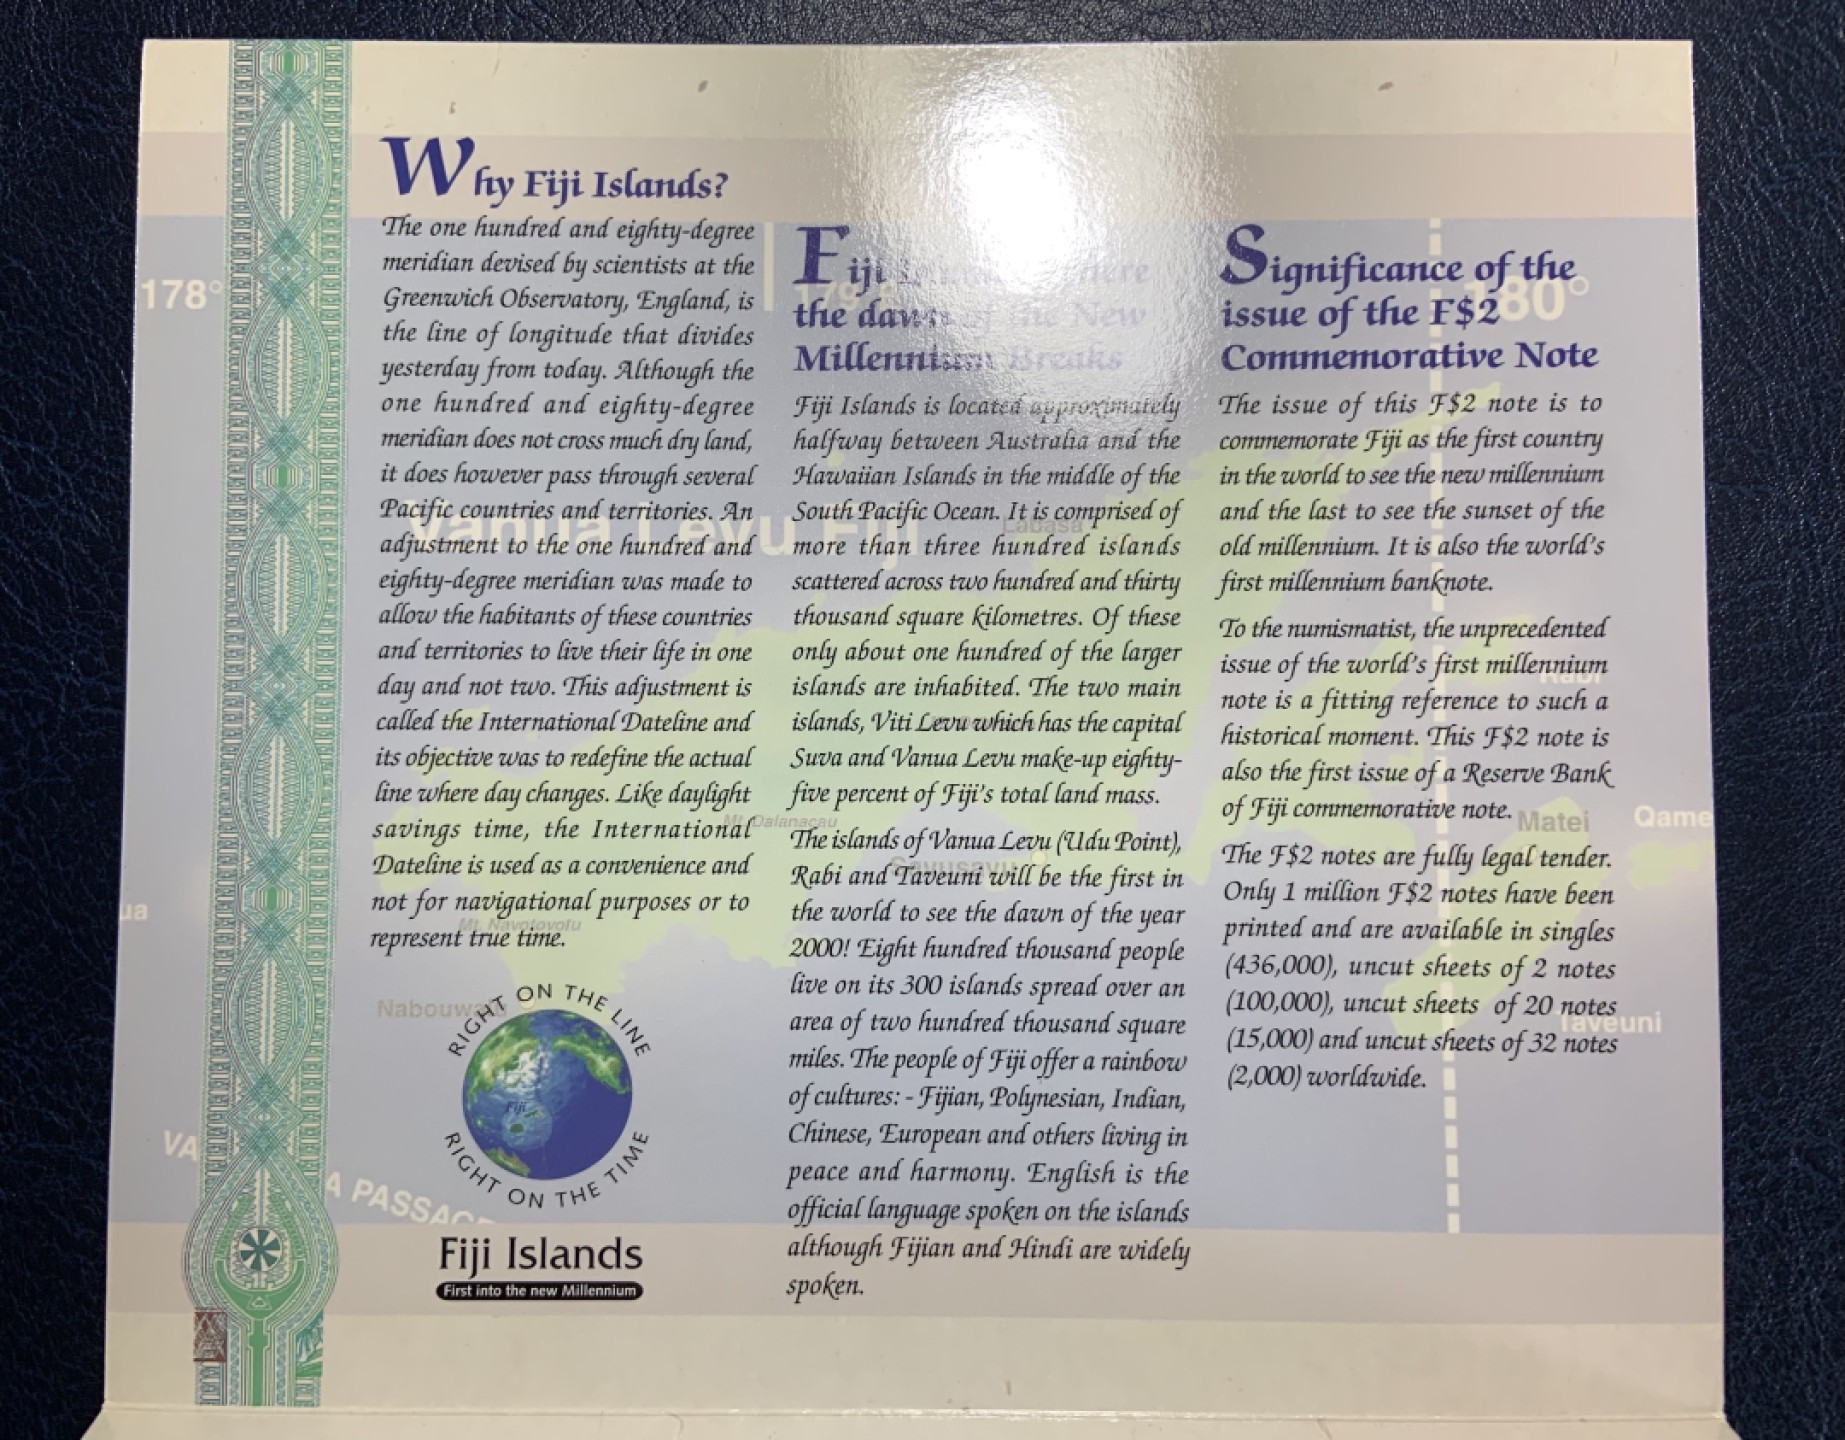 Why Fiji Islands?
The one hundred and eighty-degree
meridian devised by scientists at the
Greenwich Observatory, England, is
the line of longitude that divides
yesterday from today. Although the
one hundred and eighty-degree
meridian does not cross much dry land,
it does however pass through several
Pacific countries and territories. An
adjustment to the one hundred and
eighty-degree meridian was made to
allow the habitants of these countries
and territories to live their life in one
day and not two. This adjustment is
called the International Dateline and
its objective was to redefine the actual
line where day changes. Like daylight
savings time, the International
Dateline is used as a convenience and
not for navigational purposes or to
represent true time.
RIGHT ON THE LINE
Fiji
RIGHT ON THE TIME
Fiji Islands
First into the new Millennium
Fiji Islands where
the dawn of the New
Millennium Breaks
Fiji Islands is located approximately
halfway between Australia and the
Hawaiian Islands in the middle of the
South Pacific Ocean. It is comprised of
more than three hundred islands
scattered across two hundred and thirty
thousand square kilometres. Of these
only about one hundred of the larger
islands are inhabited. The two main
islands, Viti Levu which has the capital
Suva and Vanua Levu make-up eighty-
five percent of Fiji's total land mass.
The islands of Vanua Levu (Udu Point),
Rabi and Taveuni will be the first in
the world to see the dawn of the year
2000! Eight hundred thousand people
live on its 300 islands spread over an
area of two hundred thousand square
miles. The people of Fiji offer a rainbow
of cultures: - Fijian, Polynesian, Indian,
Chinese, European and others living in
peace and harmony. English is the
official language spoken on the islands
although Fijian and Hindi are widely
spoken.
Significance of the
issue of the F$2
Commemorative Note
The issue of this F$2 note is to
commemorate Fiji as the first country
in the world to see the new millennium
and the last to see the sunset of the
old millennium. It is also the world's
first millennium banknote.
To the numismatist, the unprecedented
issue of the world's first millennium
note is a fitting reference to such a
historical moment. This F$2 note is
also the first issue of a Reserve Bank
of Fiji commemorative note.
The F$2 notes are fully legal tender.
Only 1 million F$2 notes have been
printed and are available in singles
(436,000), uncut sheets of 2 notes
(100,000), uncut sheets of 20 notes
(15,000) and uncut sheets of 32 notes
(2,000) worldwide.
178°
179°
180°
Vanua Levu Fiji
Labasa
Rabi
Mt. Dalanacau
Matei
Qame
Savusavu
ua
Mt. Navotovotu
Nabouwalu
Taveuni
VA
A PASSAGE